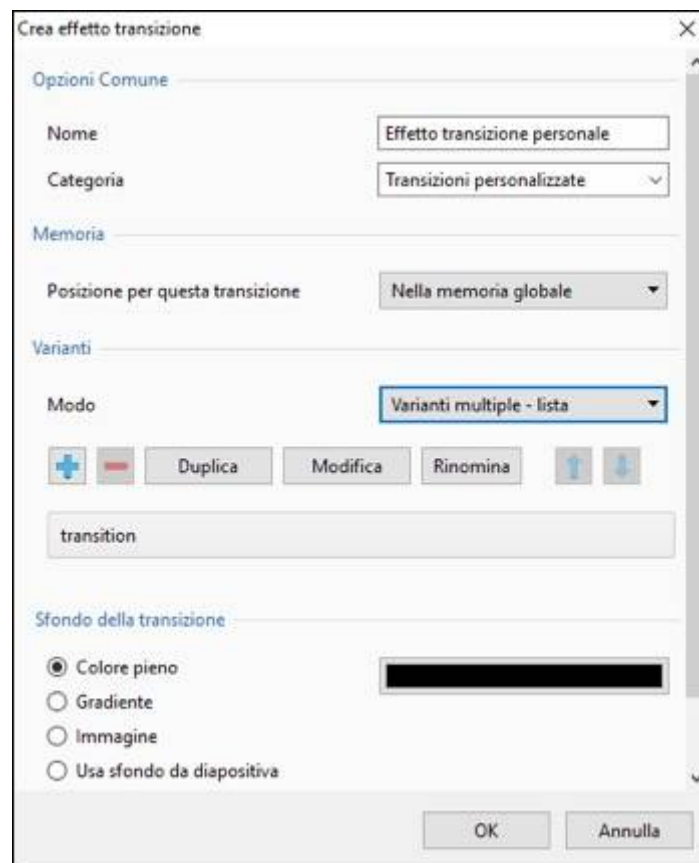 Crea effetto transizione
Opzioni Comune
Nome
Effetto transizione personale
Categoria
Transizioni personalizzate
Memoria
Posizione per questa transizione
Nella memoria globale
Varianti
Modo
Varianti multiple - lista
Duplica
Modifica
Rinomina
transition
Sfondo della transizione
Colore pieno
Gradiente
Immagine
Usa sfondo da diapositiva
OK
Annulla